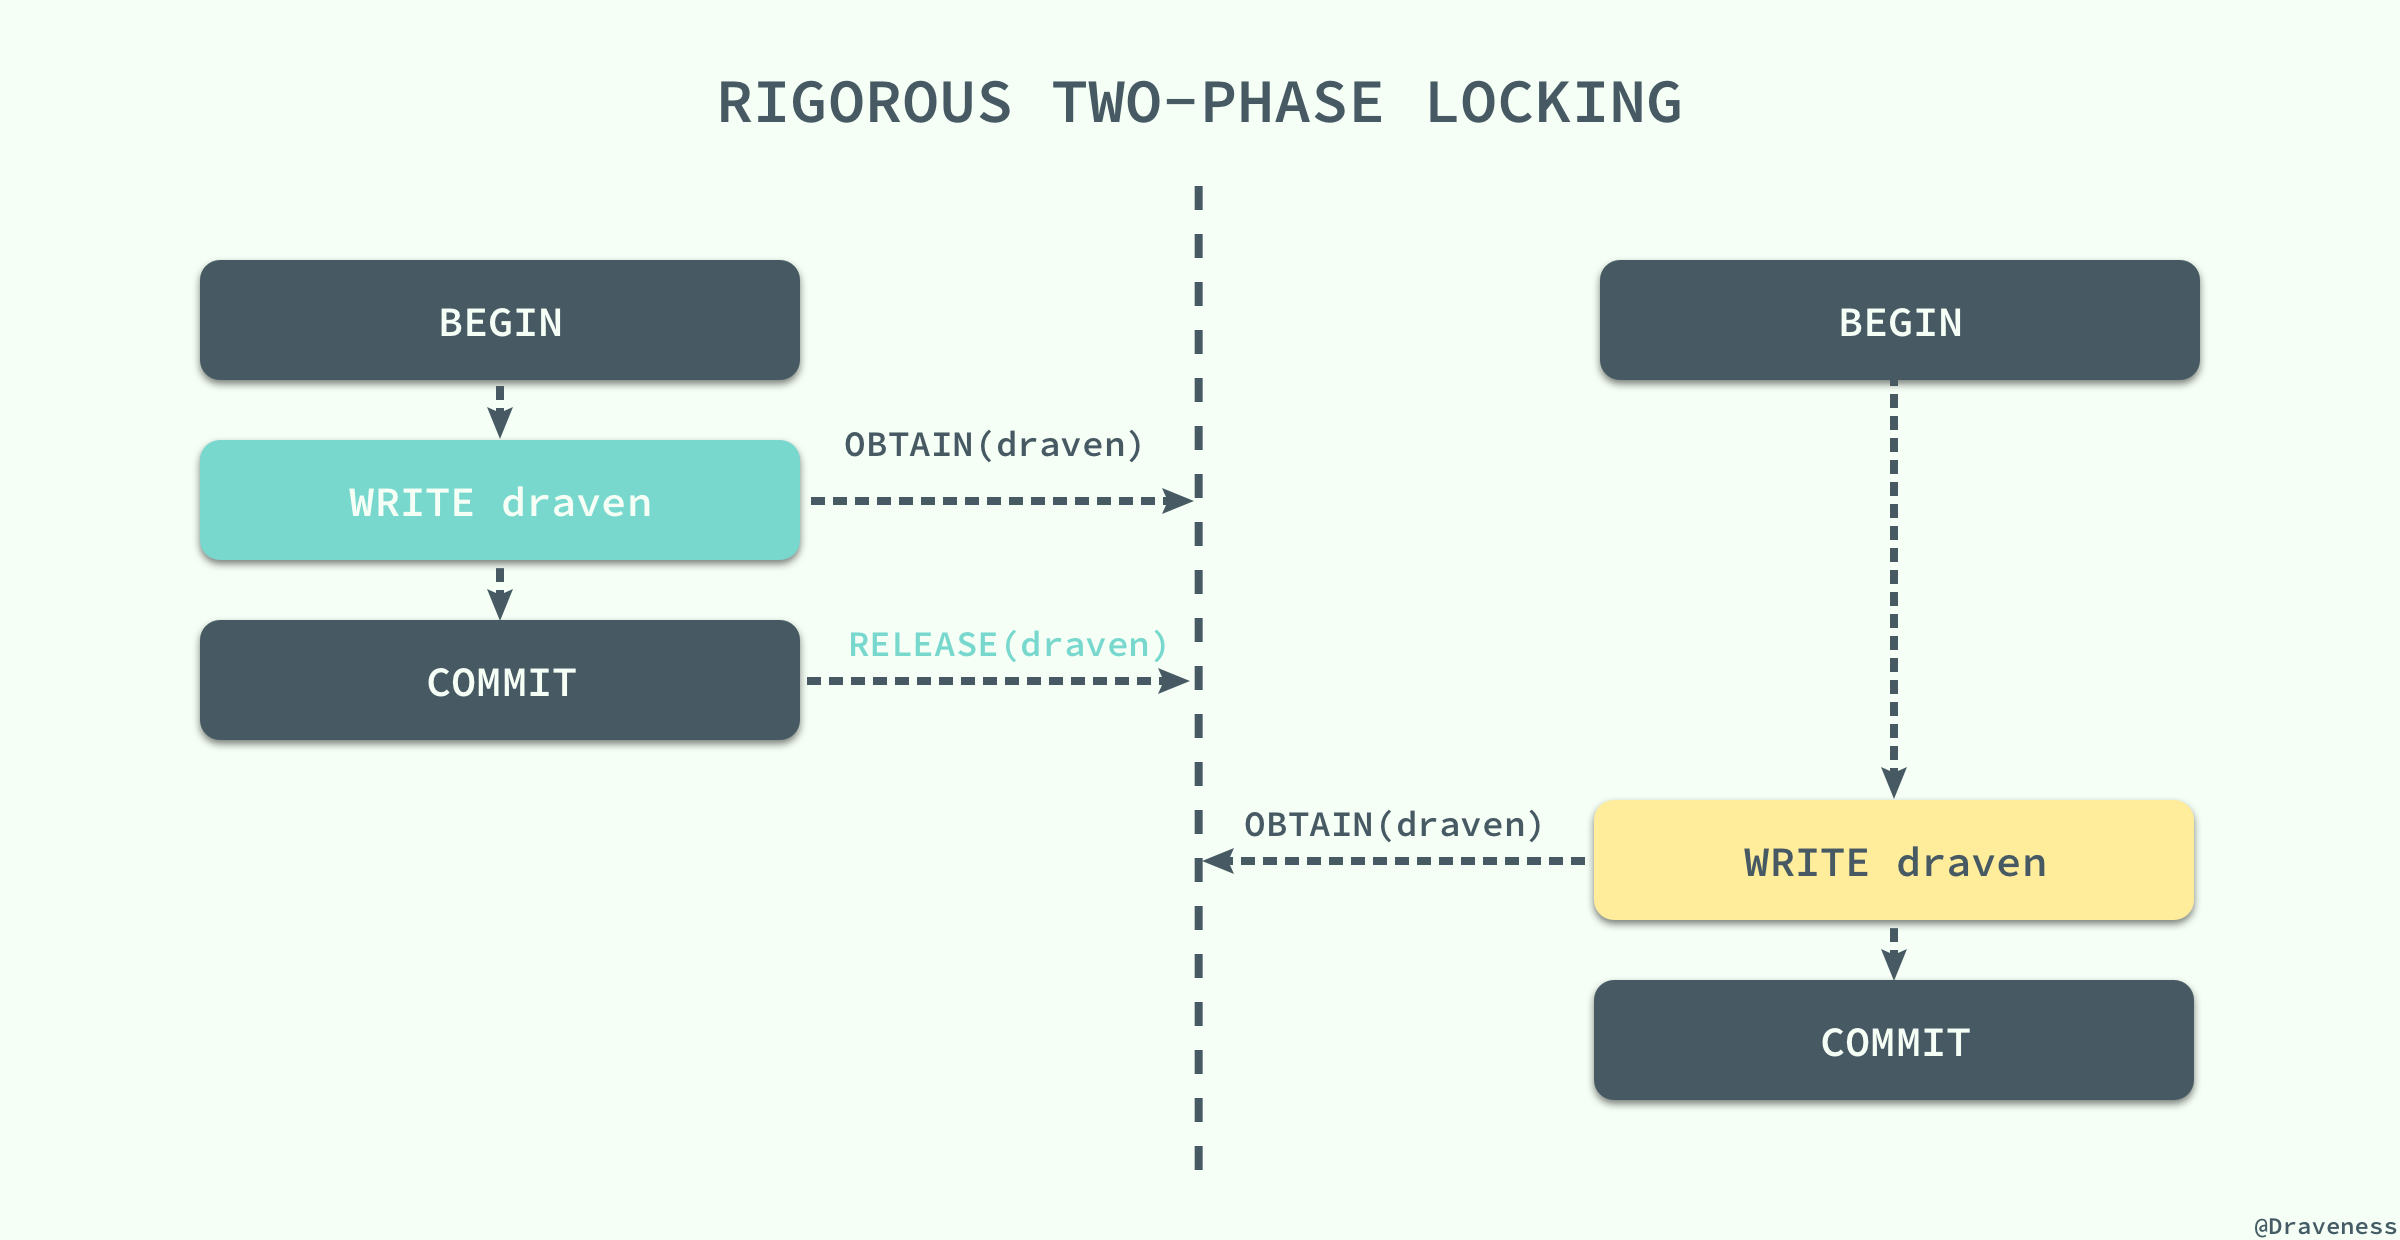 RIGOROUS TWO-PHASE LOCKING
BEGIN
BEGIN
OBTAIN(draven)
WRITE draven
RELEASE(draven)
COMMIT
OBTAIN(draven)
WRITE draven
COMMIT
@Draveness